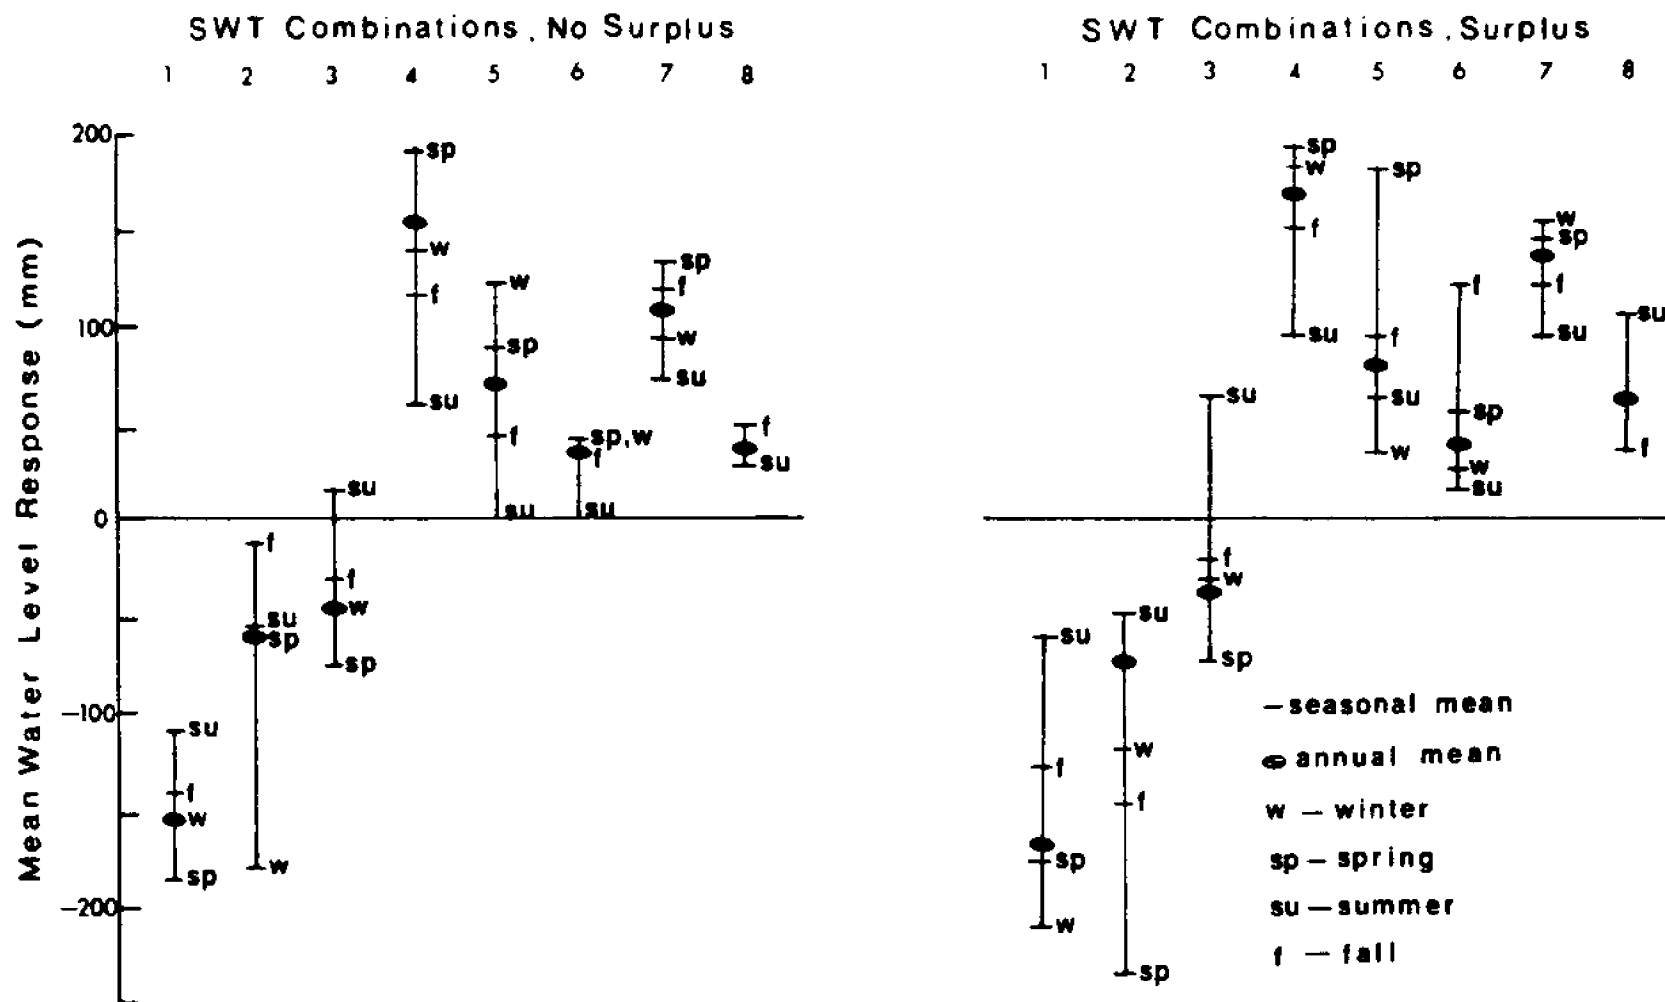 SWT Combinations, No Surplus
1 2 3 4 5 6 7 8
200
100
0
-100
-200
Mean Water Level Response (mm)
su
f
w
sp
f
su
sp
w
su
f
w
sp
sp
w
f
su
w
sp
f
su
sp,w
f
su
sp
f
w
su
f
su
SWT Combinations, Surplus
1 2 3 4 5 6 7 8
su
f
sp
w
su
w
f
sp
su
f
w
sp
sp
w
f
su
sp
f
su
w
f
sp
w
su
w
sp
f
su
su
f
– seasonal mean
annual mean
w – winter
sp – spring
su – summer
f – fall